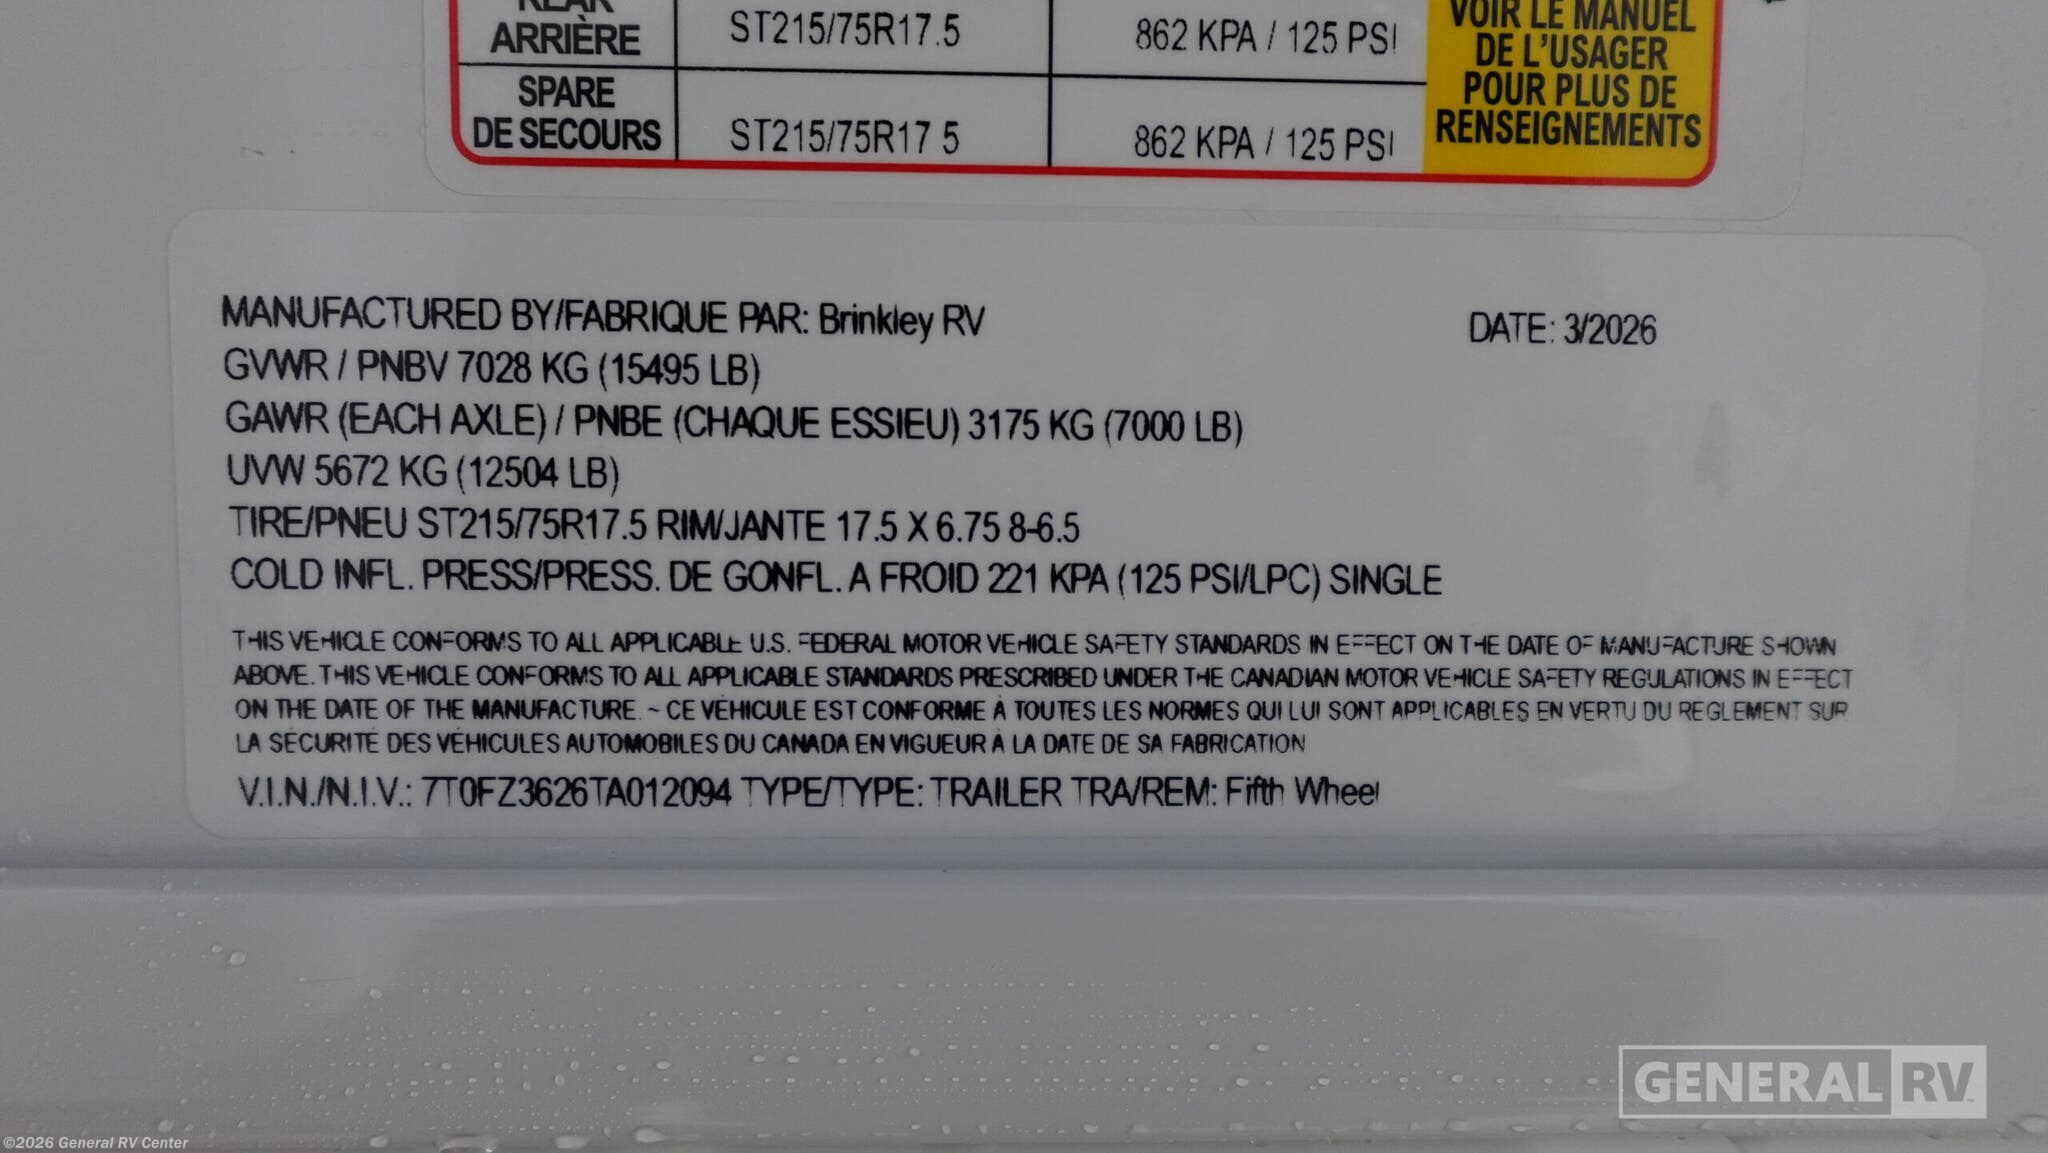 REAR
ARRIÈRE
ST215/75R17.5
862 KPA / 125 PSI
SPARE
DE SECOURS
ST215/75R17 5
862 KPA / 125 PSI
VOIR LE MANUEL
DE L'USAGER
POUR PLUS DE
RENSEIGNEMENTS
MANUFACTURED BY/FABRIQUE PAR: Brinkley RV
DATE: 3/2026
GVWR / PNBV 7028 KG (15495 LB)
GAWR (EACH AXLE) / PNBE (CHAQUE ESSIEU) 3175 KG (7000 LB)
UVW 5672 KG (12504 LB)
TIRE/PNEU ST215/75R17.5 RIM/JANTE 17.5 X 6.75 8-6.5
COLD INFL. PRESS/PRESS. DE GONFL. A FROID 221 KPA (125 PSI/LPC) SINGLE
THIS VEHICLE CONFORMS TO ALL APPLICABLE U.S. FEDERAL MOTOR VEHICLE SAFETY STANDARDS IN EFFECT ON THE DATE OF MANUFACTURE SHOWN
ABOVE. THIS VEHICLE CONFORMS TO ALL APPLICABLE STANDARDS PRESCRIBED UNDER THE CANADIAN MOTOR VEHICLE SAFETY REGULATIONS IN EFFECT
ON THE DATE OF THE MANUFACTURE. ~ CE VÉHICULE EST CONFORME À TOUTES LES NORMES QUI LUI SONT APPLICABLES EN VERTU DU REGLEMENT SUR
LA SÉCURITÉ DES VÉHICULES AUTOMOBILES DU CANADA EN VIGUEUR À LA DATE DE SA FABRICATION
V.I.N./N.I.V.: 7T0FZ3626TA012094 TYPE/TYPE: TRAILER TRA/REM: Fifth Wheel
GENERAL RV
©2026 General RV Center